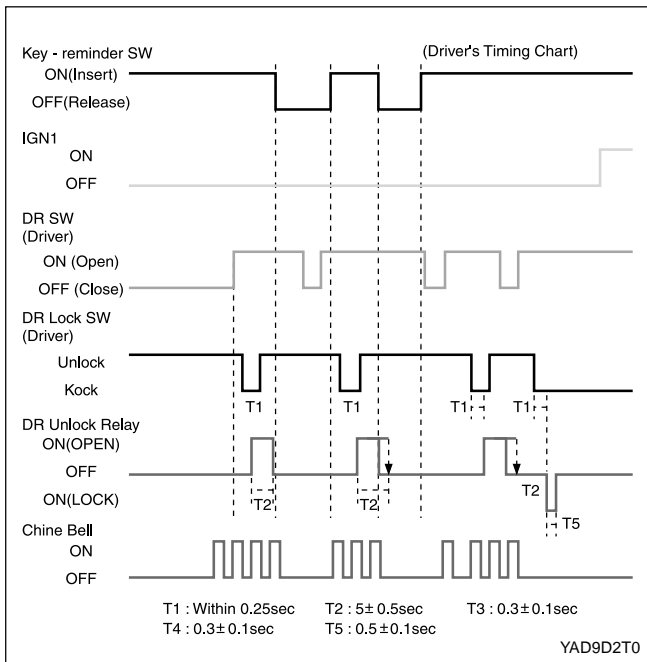 Key - reminder SW
(Driver's Timing Chart)
ON(Insert)
OFF(Release)
IGN1
ON
OFF
DR SW
(Driver)
ON (Open)
OFF (Close)
DR Lock SW
(Driver)
Unlock
Kock
T1 T1 T1 T1
DR Unlock Relay
ON(OPEN)
OFF
ON(LOCK)
T2 T2 T2
T5
Chine Bell
ON
OFF
T1 : Within 0.25sec T2 : 5± 0.5sec T3 : 0.3±0.1sec
T4 : 0.3±0.1sec T5 : 0.5±0.1sec
YAD9D2T0